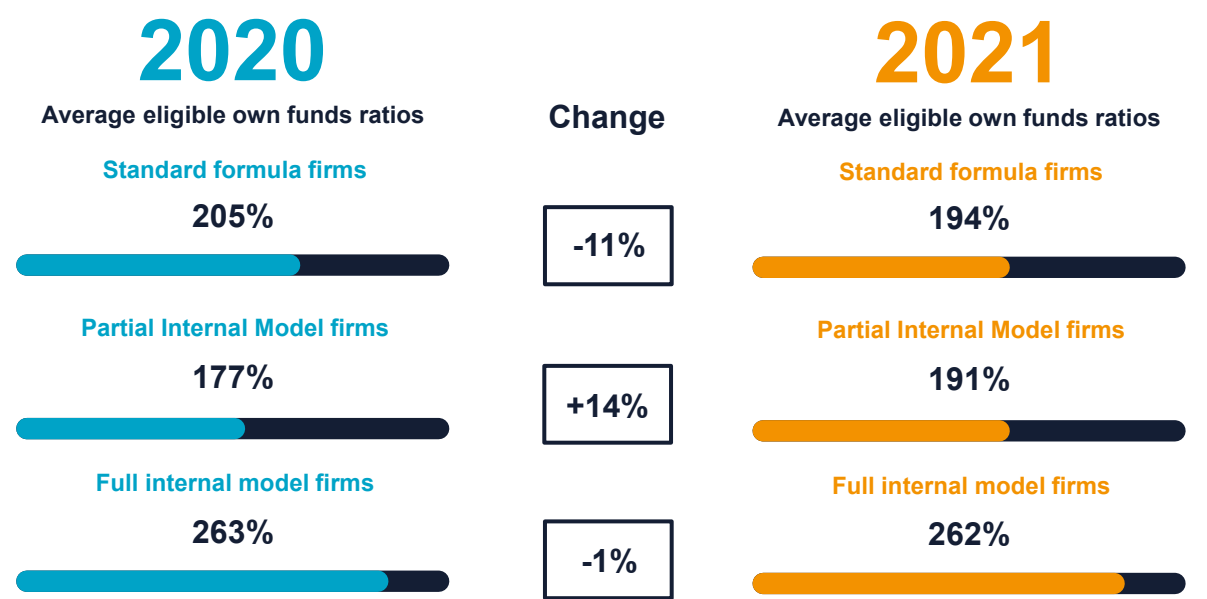 2020
Average eligible own funds ratios
Change
2021
Average eligible own funds ratios
Standard formula firms
205%
-11%
Standard formula firms
194%
Partial Internal Model firms
177%
+14%
Partial Internal Model firms
191%
Full internal model firms
263%
-1%
Full internal model firms
262%